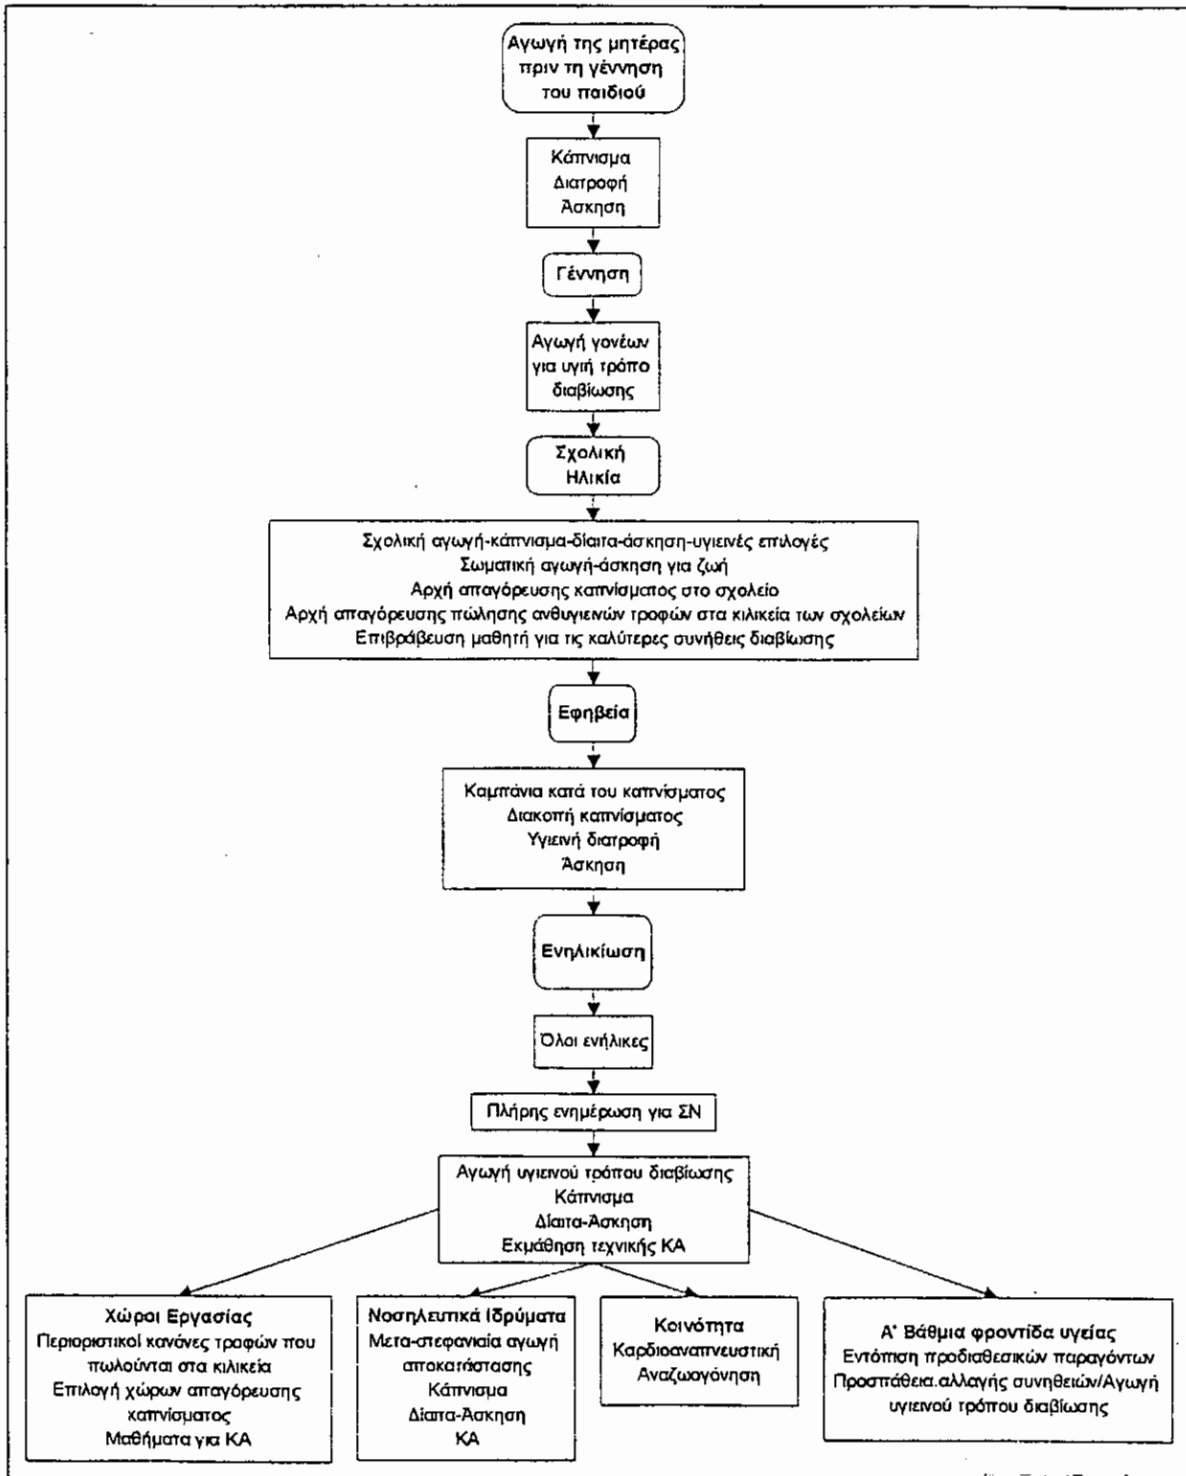 Αγωγή της μητέρας
πριν τη γέννηση
του παιδιού
Κάπνισμα
Διατροφή
Άσκηση
Γέννηση
Αγωγή γονέων
για υγιή τρόπο
διαβίωσης
Σχολική
Ηλικία
Σχολική αγωγή-κάπνισμα-δίαιτα-άσκηση-υγιεινές επιλογές
Σωματική αγωγή-άσκηση για ζωή
Αρχή απαγόρευσης καπνίσματος στο σχολείο
Αρχή απαγόρευσης πώλησης ανθυγιεινών τροφών στα κιλικεία των σχολείων
Επιβράβευση μαθητή για τις καλύτερες συνήθεις διαβίωσης
Εφηβεία
Καμπάνια κατά του καπνίσματος
Διακοπή καπνίσματος
Υγιεινή διατροφή
Άσκηση
Ενηλικίωση
Όλοι ενήλικες
Πλήρης ενημέρωση για ΣΝ
Αγωγή υγιεινού τρόπου διαβίωσης
Κάπνισμα
Δίαιτα-Άσκηση
Εκμάθηση τεχνικής ΚΑ
Χώροι Εργασίας
Περιοριστικοί κανόνες τροφών που
πωλούνται στα κιλικεία
Επιλογή χώρων απαγόρευσης
καπνίσματος
Μαθήματα για ΚΑ
Νοσηλευτικά Ιδρύματα
Μετα-στεφανιαία αγωγή
αποκατάστασης
Κάπνισμα
Δίαιτα-Άσκηση
ΚΑ
Κοινότητα
Καρδιοαναπνευστική
Αναζωογόνηση
Α' Βάθμια φροντίδα υγείας
Εντόπιση προδιαθεσικών παραγόντων
Προσπάθεια.αλλαγής συνηθειών/Αγωγή
υγιεινού τρόπου διαβίωσης